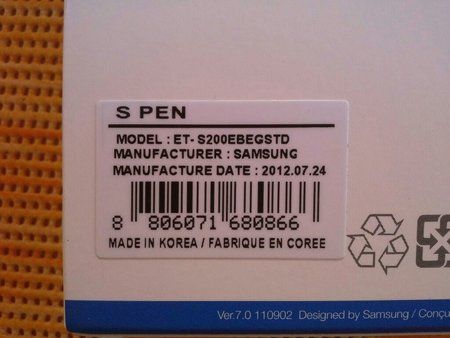 S PEN
MODEL : ET- S200EBEGSTD
MANUFACTURER : SAMSUNG
MANUFACTURE DATE : 2012.07.24
8 806071 680866
MADE IN KOREA / FABRIQUE EN COREE
Ver.7.0 110902 Designed by Samsung / Conçu